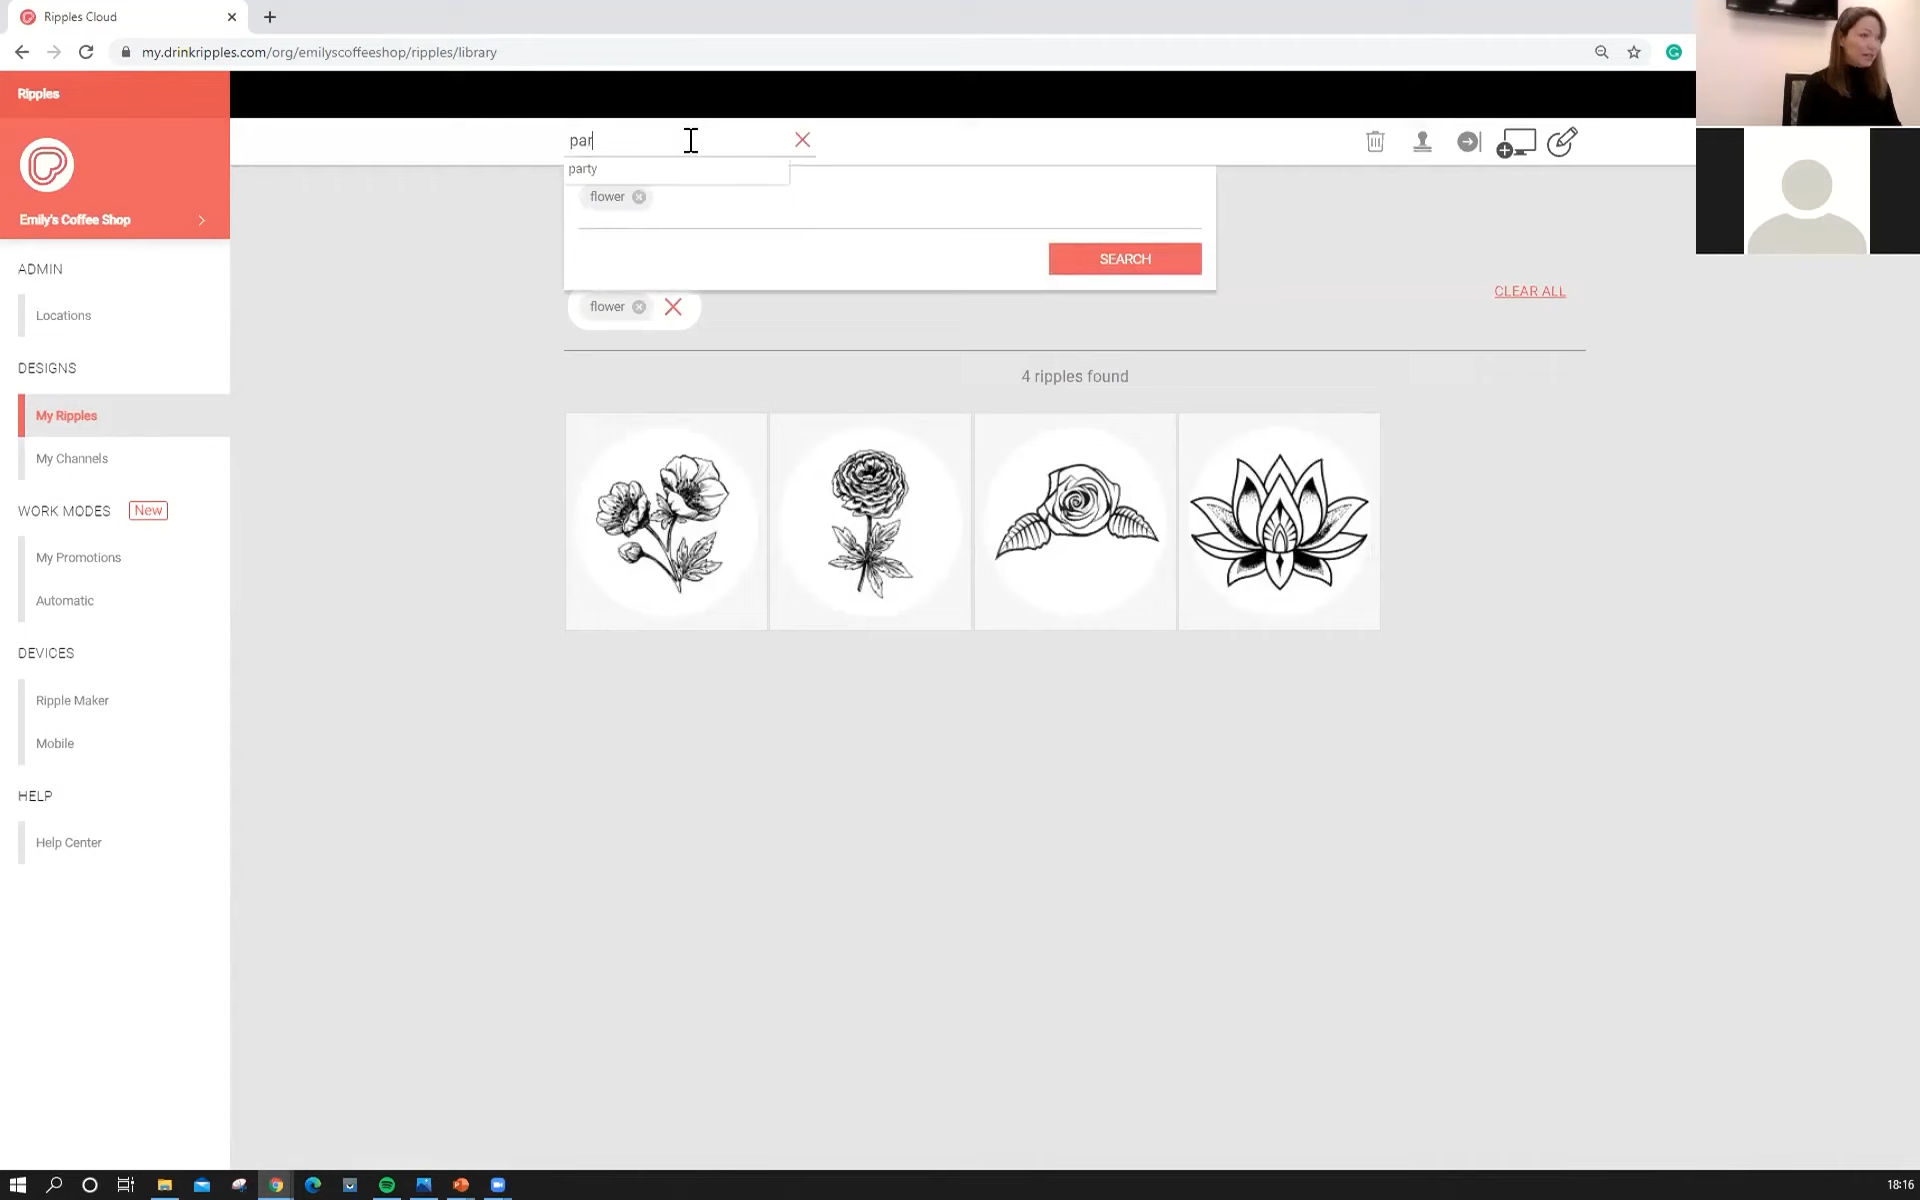 Ripples Cloud
my.drinkripples.com/org/emilyscoffeeshop/ripples/library
Ripples
Emily's Coffee Shop
ADMIN
Locations
DESIGNS
My Ripples
My Channels
WORK MODES New
My Promotions
Automatic
DEVICES
Ripple Maker
Mobile
HELP
Help Center
par
party
flower
SEARCH
flower
CLEAR ALL
4 ripples found
18:16